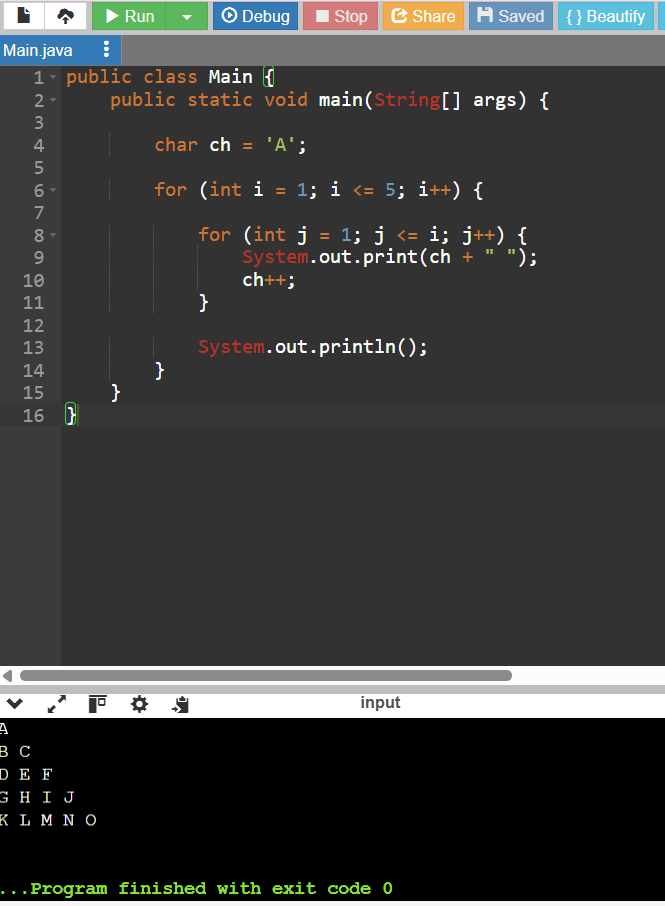 Run Debug Stop Share Saved { } Beautify
Main.java
1 public class Main {
2     public static void main(String[] args) {
3
4         char ch = 'A';
5
6         for (int i = 1; i <= 5; i++) {
7
8             for (int j = 1; j <= i; j++) {
9                 System.out.print(ch + " ");
10                 ch++;
11             }
12
13             System.out.println();
14         }
15     }
16 }
input
A
B C
D E F
G H I J
K L M N O
...Program finished with exit code 0